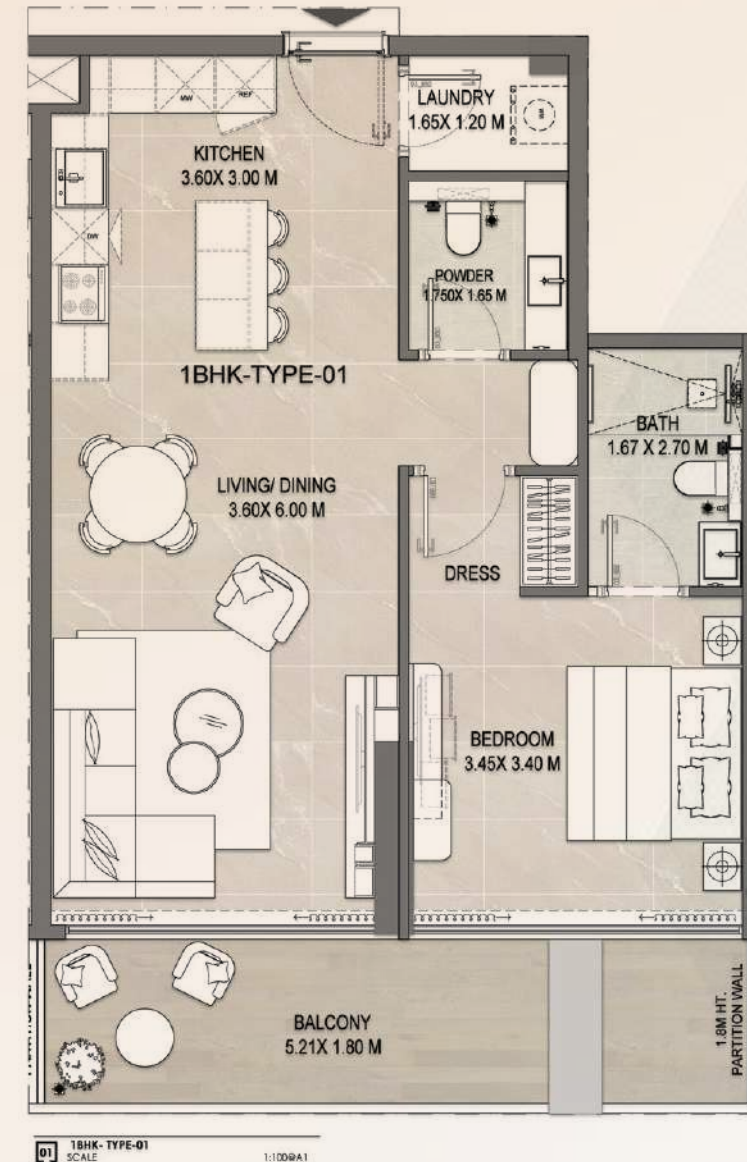 LAUNDRY
1.65X 1.20 M
MW
REF
KITCHEN
3.60X 3.00 M
DW
POWDER
1.750X 1.65 M
1BHK-TYPE-01
BATH
1.67 X 2.70 M
LIVING/ DINING
3.60X 6.00 M
DRESS
BEDROOM
3.45X 3.40 M
BALCONY
5.21X 1.80 M
1.8M HT.
PARTITION WALL
01
1BHK- TYPE-01
SCALE
1:100@A1